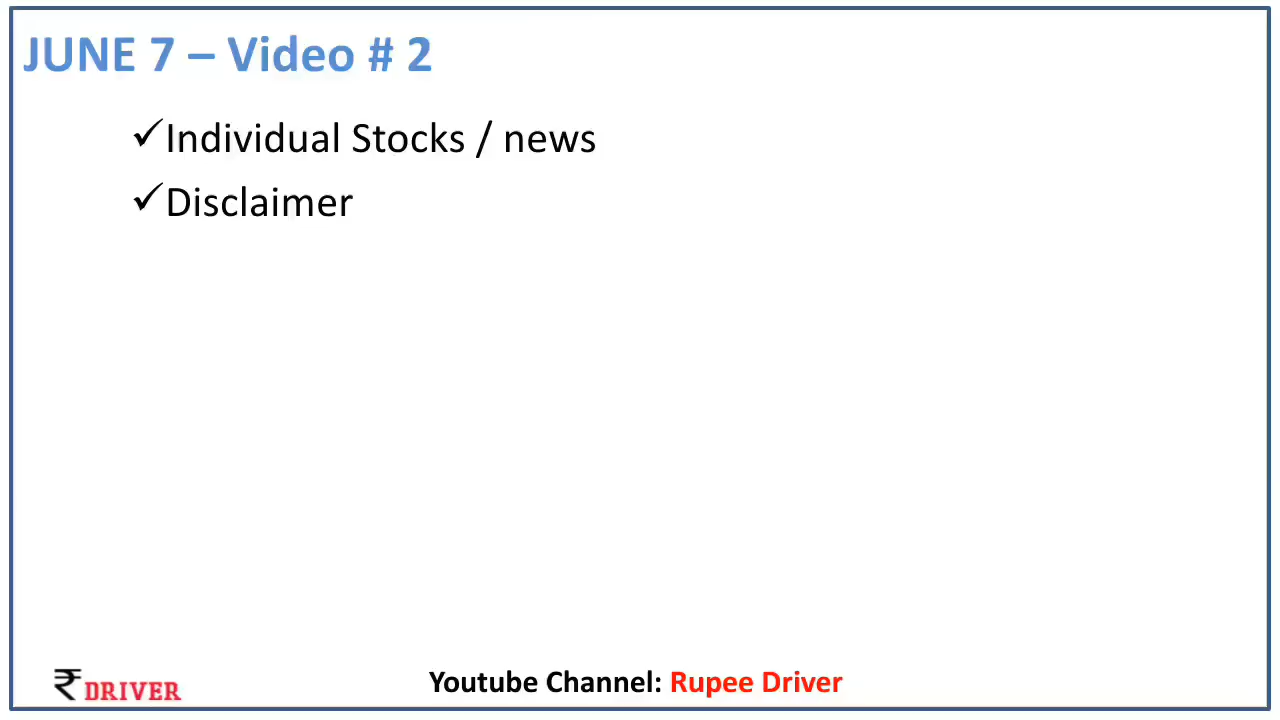 JUNE 7 – Video # 2
✓Individual Stocks / news
✓Disclaimer
₹ DRIVER
Youtube Channel: Rupee Driver